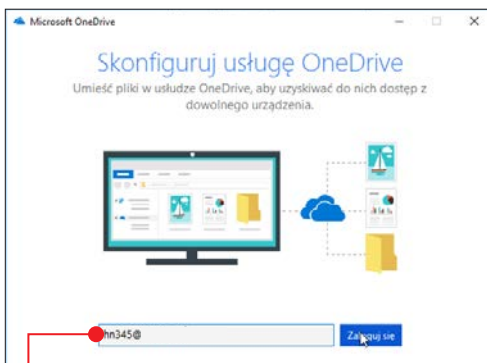 Microsoft OneDrive
Skonfiguruj usługę OneDrive
Umieść pliki w usłudze OneDrive, aby uzyskiwać do nich dostęp z
dowolnego urządzenia.
hn345@
Zaloguj się